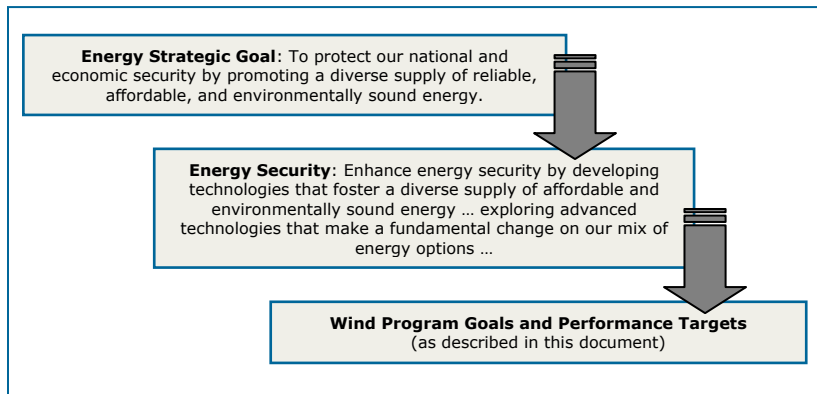 Energy Strategic Goal: To protect our national and
economic security by promoting a diverse supply of reliable,
affordable, and environmentally sound energy.
Energy Security: Enhance energy security by developing
technologies that foster a diverse supply of affordable and
environmentally sound energy … exploring advanced
technologies that make a fundamental change on our mix of
energy options …
Wind Program Goals and Performance Targets
(as described in this document)